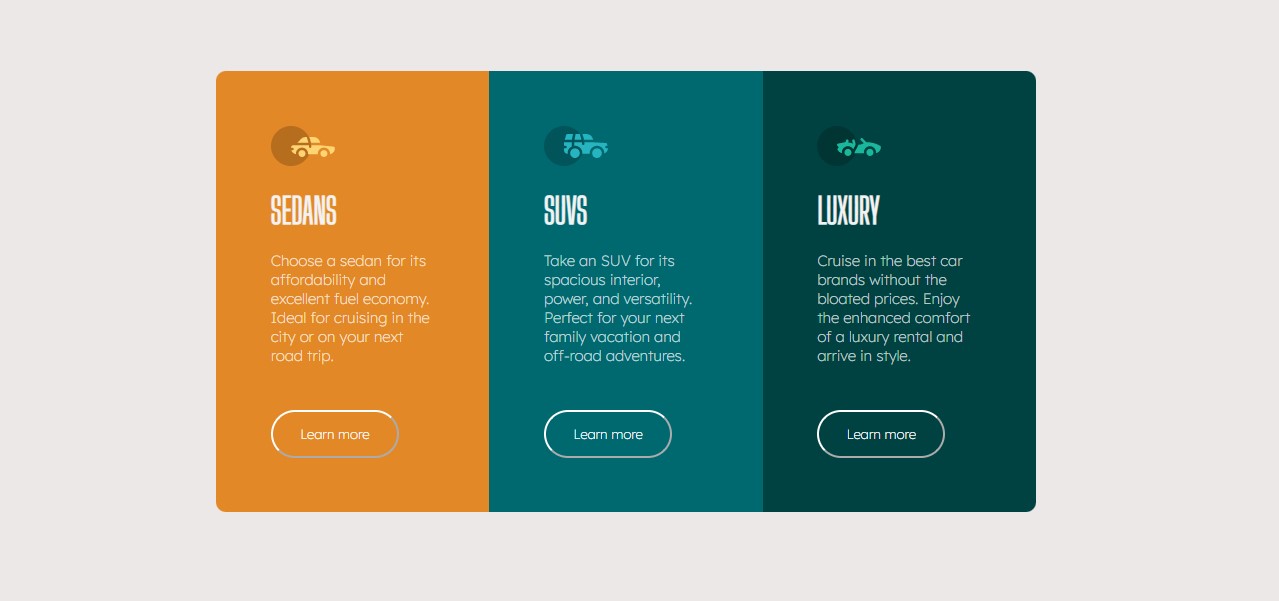 SEDANS
Choose a sedan for its
affordability and
excellent fuel economy.
Ideal for cruising in the
city or on your next
road trip.
Learn more
SUVS
Take an SUV for its
spacious interior,
power, and versatility.
Perfect for your next
family vacation and
off-road adventures.
Learn more
LUXURY
Cruise in the best car
brands without the
bloated prices. Enjoy
the enhanced comfort
of a luxury rental and
arrive in style.
Learn more